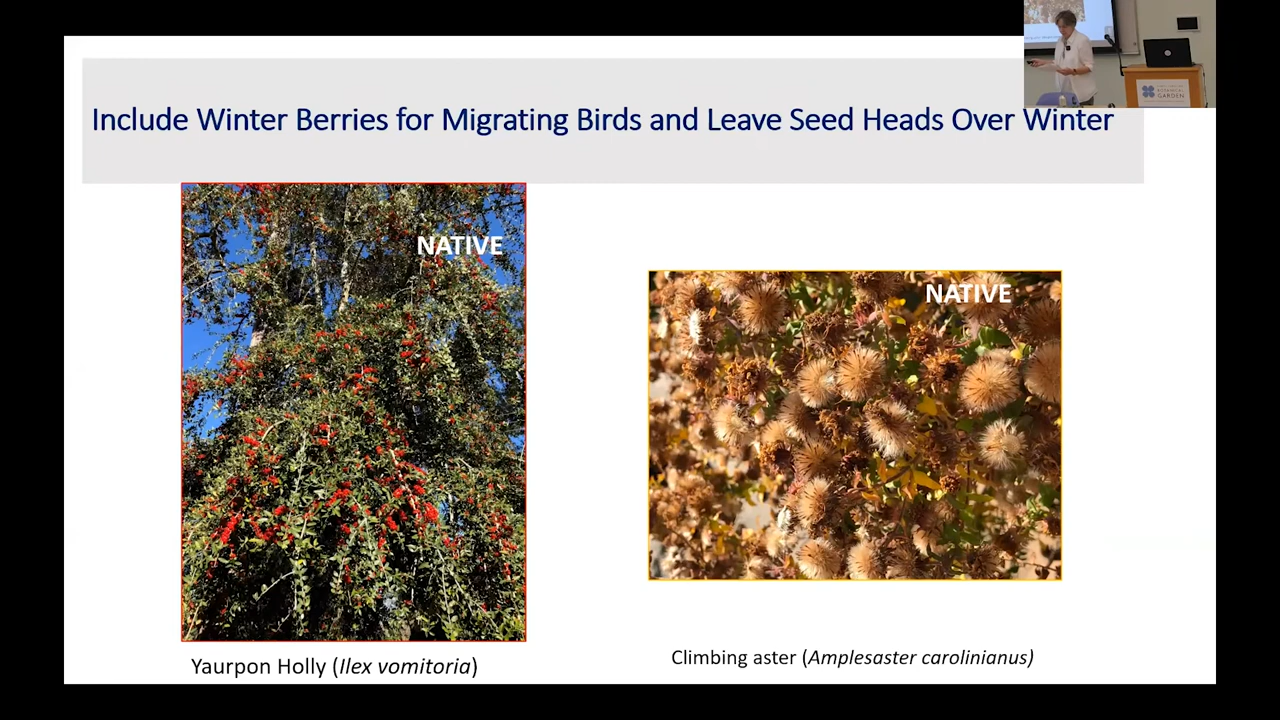 Include Winter Berries for Migrating Birds and Leave Seed Heads Over Winter
NATIVE
NATIVE
Yaurpon Holly (Ilex vomitoria)
Climbing aster (Amplesaster carolinianus)
GARDEN